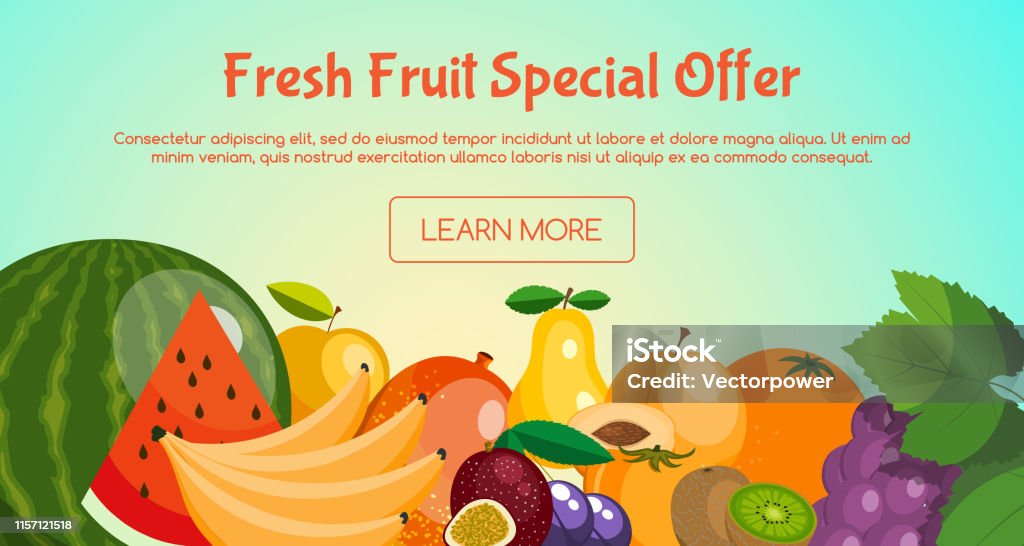 Fresh Fruit Special Offer
Consectetur adipiscing elit, sed do eiusmod tempor incididunt ut labore et dolore magna aliqua. Ut enim ad
minim veniam, quis nostrud exercitation ullamco laboris nisi ut aliquip ex ea commodo consequat.
LEARN MORE
iStock™
Credit: Vectorpower
1157121518